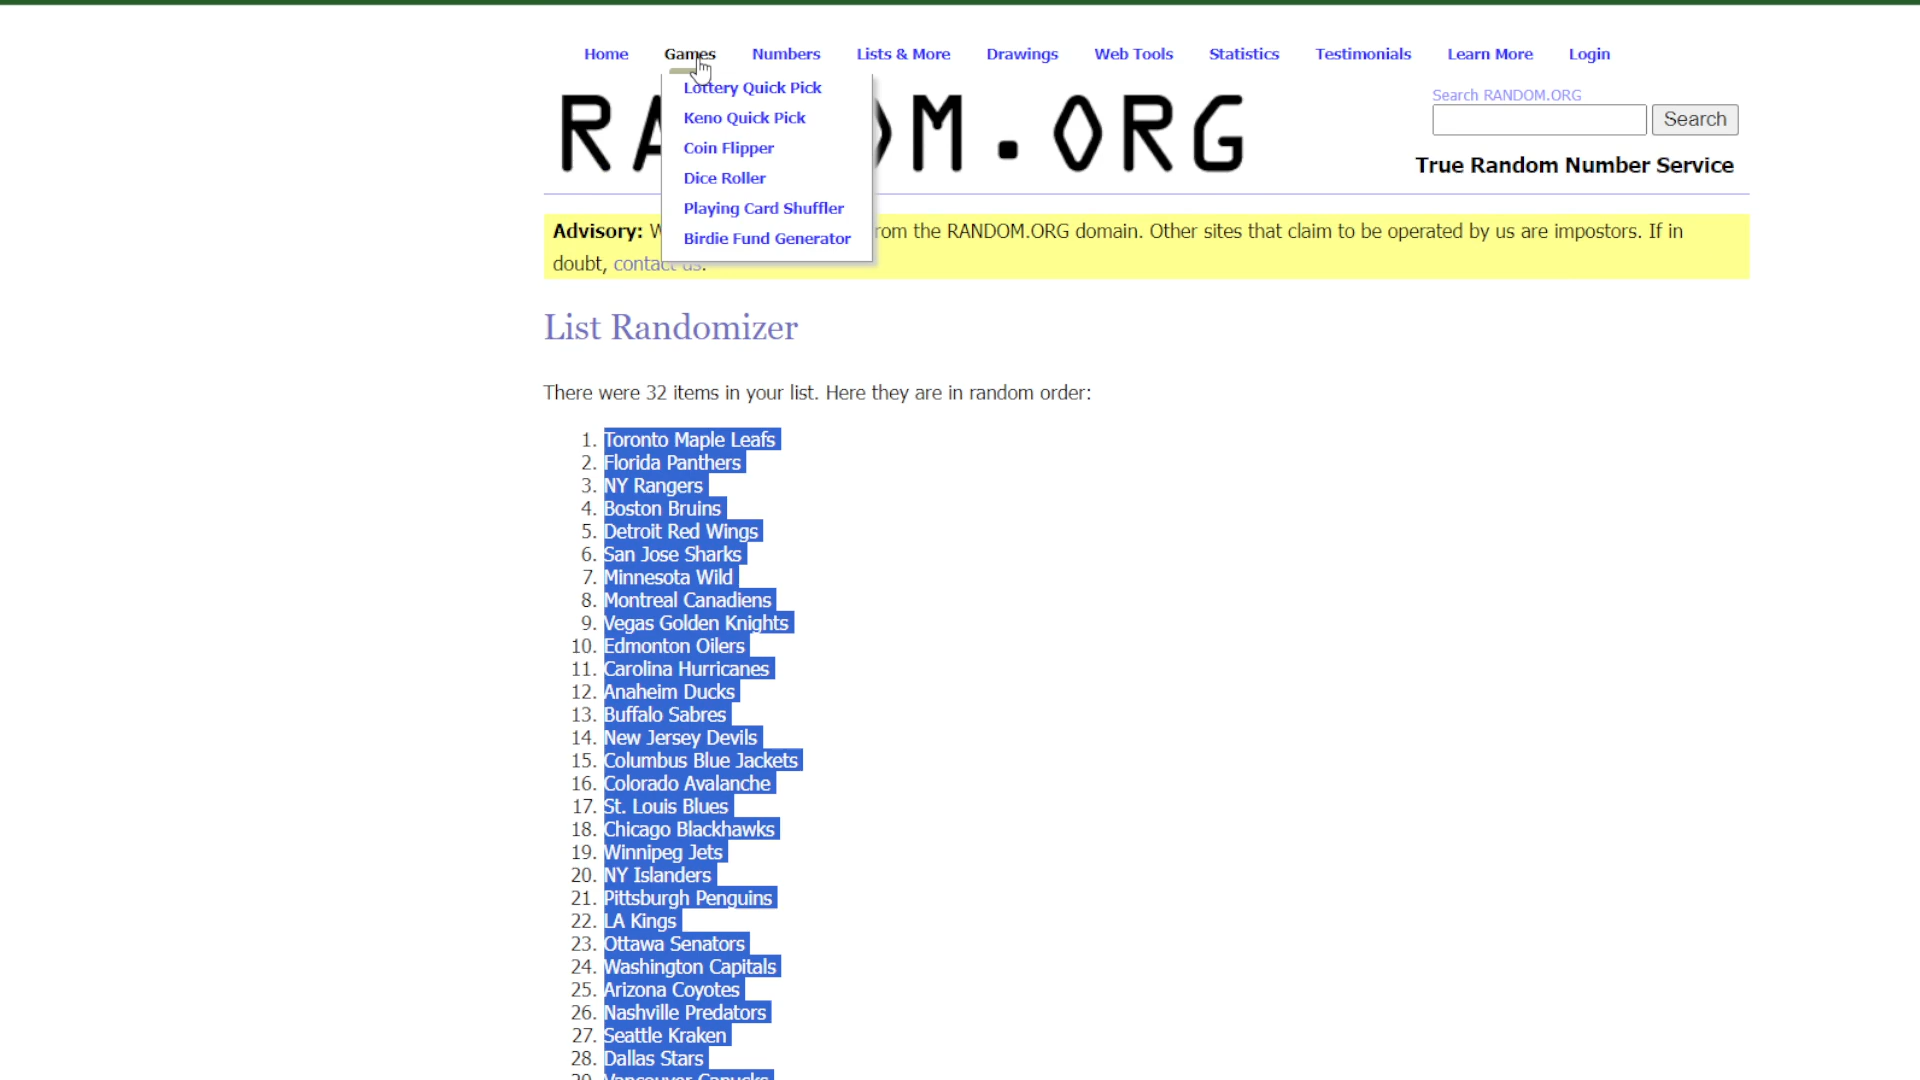 Home Games Numbers Lists & More Drawings Web Tools Statistics Testimonials Learn More Login
Lottery Quick Pick
Keno Quick Pick
Coin Flipper
Dice Roller
Playing Card Shuffler
Birdie Fund Generator
RA OM.ORG
Search RANDOM.ORG
Search
True Random Number Service
Advisory: W rom the RANDOM.ORG domain. Other sites that claim to be operated by us are impostors. If in
doubt, contact us.
List Randomizer
There were 32 items in your list. Here they are in random order:
1. Toronto Maple Leafs
2. Florida Panthers
3. NY Rangers
4. Boston Bruins
5. Detroit Red Wings
6. San Jose Sharks
7. Minnesota Wild
8. Montreal Canadiens
9. Vegas Golden Knights
10. Edmonton Oilers
11. Carolina Hurricanes
12. Anaheim Ducks
13. Buffalo Sabres
14. New Jersey Devils
15. Columbus Blue Jackets
16. Colorado Avalanche
17. St. Louis Blues
18. Chicago Blackhawks
19. Winnipeg Jets
20. NY Islanders
21. Pittsburgh Penguins
22. LA Kings
23. Ottawa Senators
24. Washington Capitals
25. Arizona Coyotes
26. Nashville Predators
27. Seattle Kraken
28. Dallas Stars
29. Vancouver Canucks